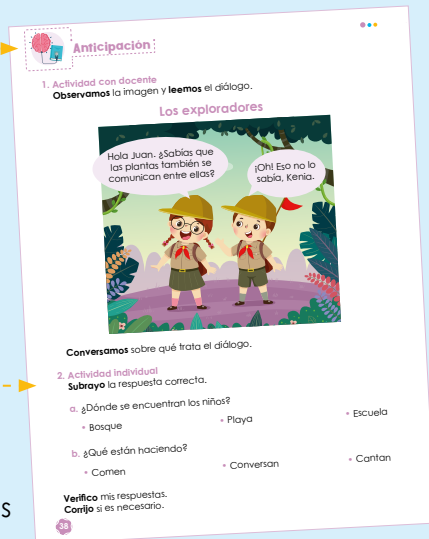 Anticipación
1. Actividad con docente
Observamos la imagen y leemos el diálogo.
Los exploradores
Hola Juan. ¿Sabías que
las plantas también se
comunican entre ellas?
¡Oh! Eso no lo
sabía, Kenia.
Conversamos sobre qué trata el diálogo.
2. Actividad individual
Subrayo la respuesta correcta.
a. ¿Dónde se encuentran los niños?
• Bosque • Playa • Escuela
b. ¿Qué están haciendo?
• Comen • Conversan • Cantan
Verifico mis respuestas.
Corrijo si es necesario.
38
s